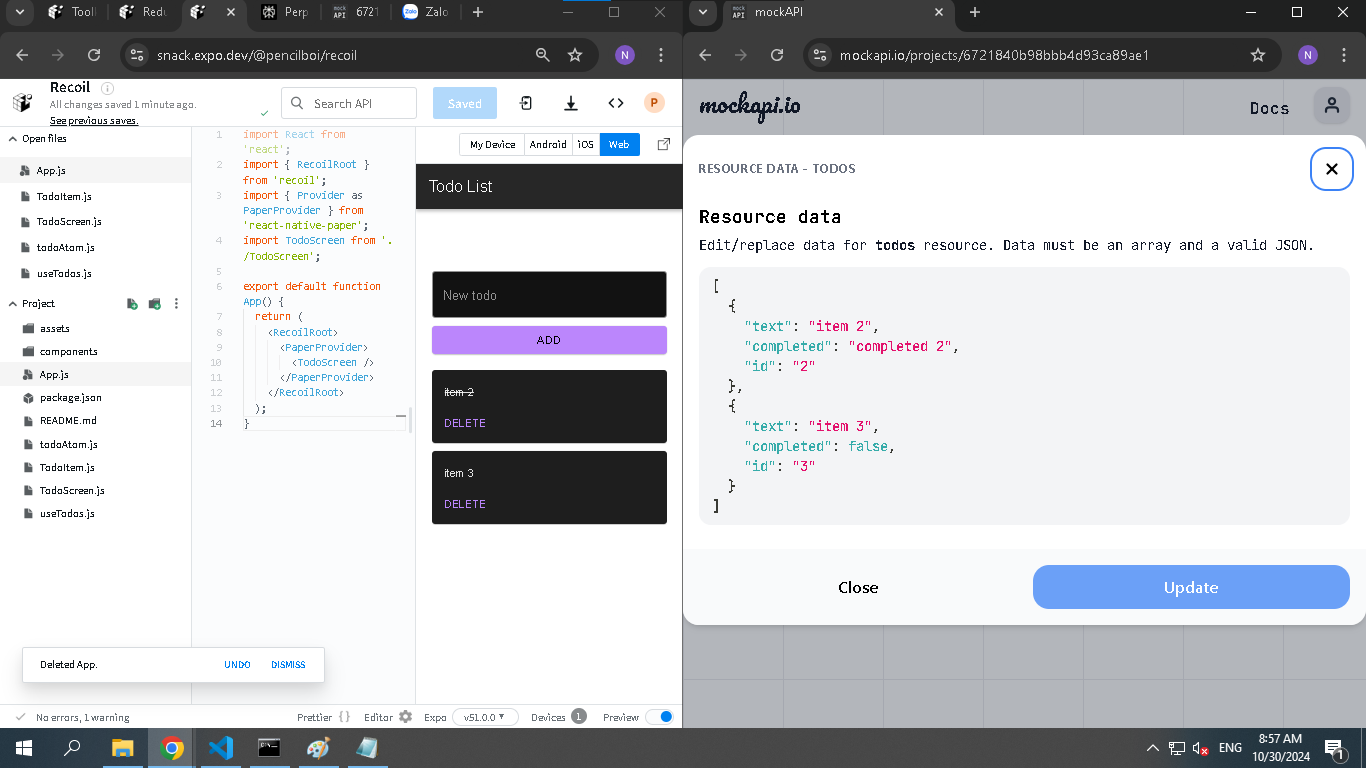 Tooll
Redu
Perp
mock API 6721
Zalo
mockAPI
snack.expo.dev/@pencilboi/recoil
N
mockapi.io/projects/6721840b98bbb4d93ca89ae1
N
Recoil
All changes saved 1 minute ago.
See previous saves.
Search API
Saved
P
Open files
App.js
TodoItem.js
TodoScreen.js
todoAtom.js
useTodos.js
Project
assets
components
App.js
package.json
README.md
todoAtom.js
TodoItem.js
TodoScreen.js
useTodos.js
1 import React from
'react';
2 import { RecoilRoot }
from 'recoil';
3 import { Provider as
PaperProvider } from
'react-native-paper';
4 import TodoScreen from '.
/TodoScreen';
5
6 export default function
App() {
7 return (
8 <RecoilRoot>
9 <PaperProvider>
10 <TodoScreen />
11 </PaperProvider>
12 </RecoilRoot>
13 );
14 }
My Device Android iOS Web
Todo List
New todo
ADD
item 2
DELETE
item 3
DELETE
Deleted App. UNDO DISMISS
No errors, 1 warning Prettier {} Editor Expo v51.0.0 Devices 1 Preview
mockapi.io
Docs
RESOURCE DATA - TODOS
Resource data
Edit/replace data for todos resource. Data must be an array and a valid JSON.
[
{
"text": "item 2",
"completed": "completed 2",
"id": "2"
},
{
"text": "item 3",
"completed": false,
"id": "3"
}
]
Close
Update
ENG
8:57 AM
10/30/2024
1